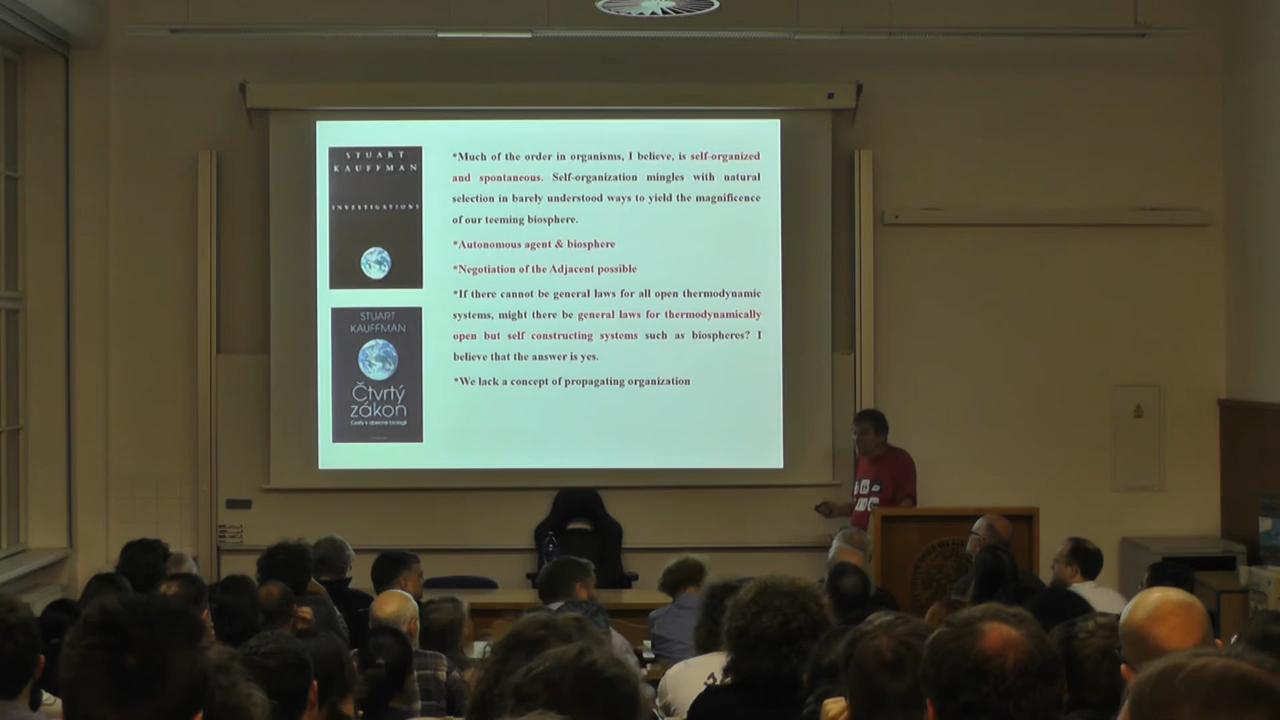 STUART
KAUFFMAN
INVESTIGATIONS
STUART
KAUFFMAN
Čtvrtý
zákon
Cesty k obecné biologii
*Much of the order in organisms, I believe, is self-organized
and spontaneous. Self-organization mingles with natural
selection in barely understood ways to yield the magnificence
of our teeming biosphere.
*Autonomous agent & biosphere
*Negotiation of the Adjacent possible
*If there cannot be general laws for all open thermodynamic
systems, might there be general laws for thermodynamically
open but self constructing systems such as biospheres? I
believe that the answer is yes.
*We lack a concept of propagating organization